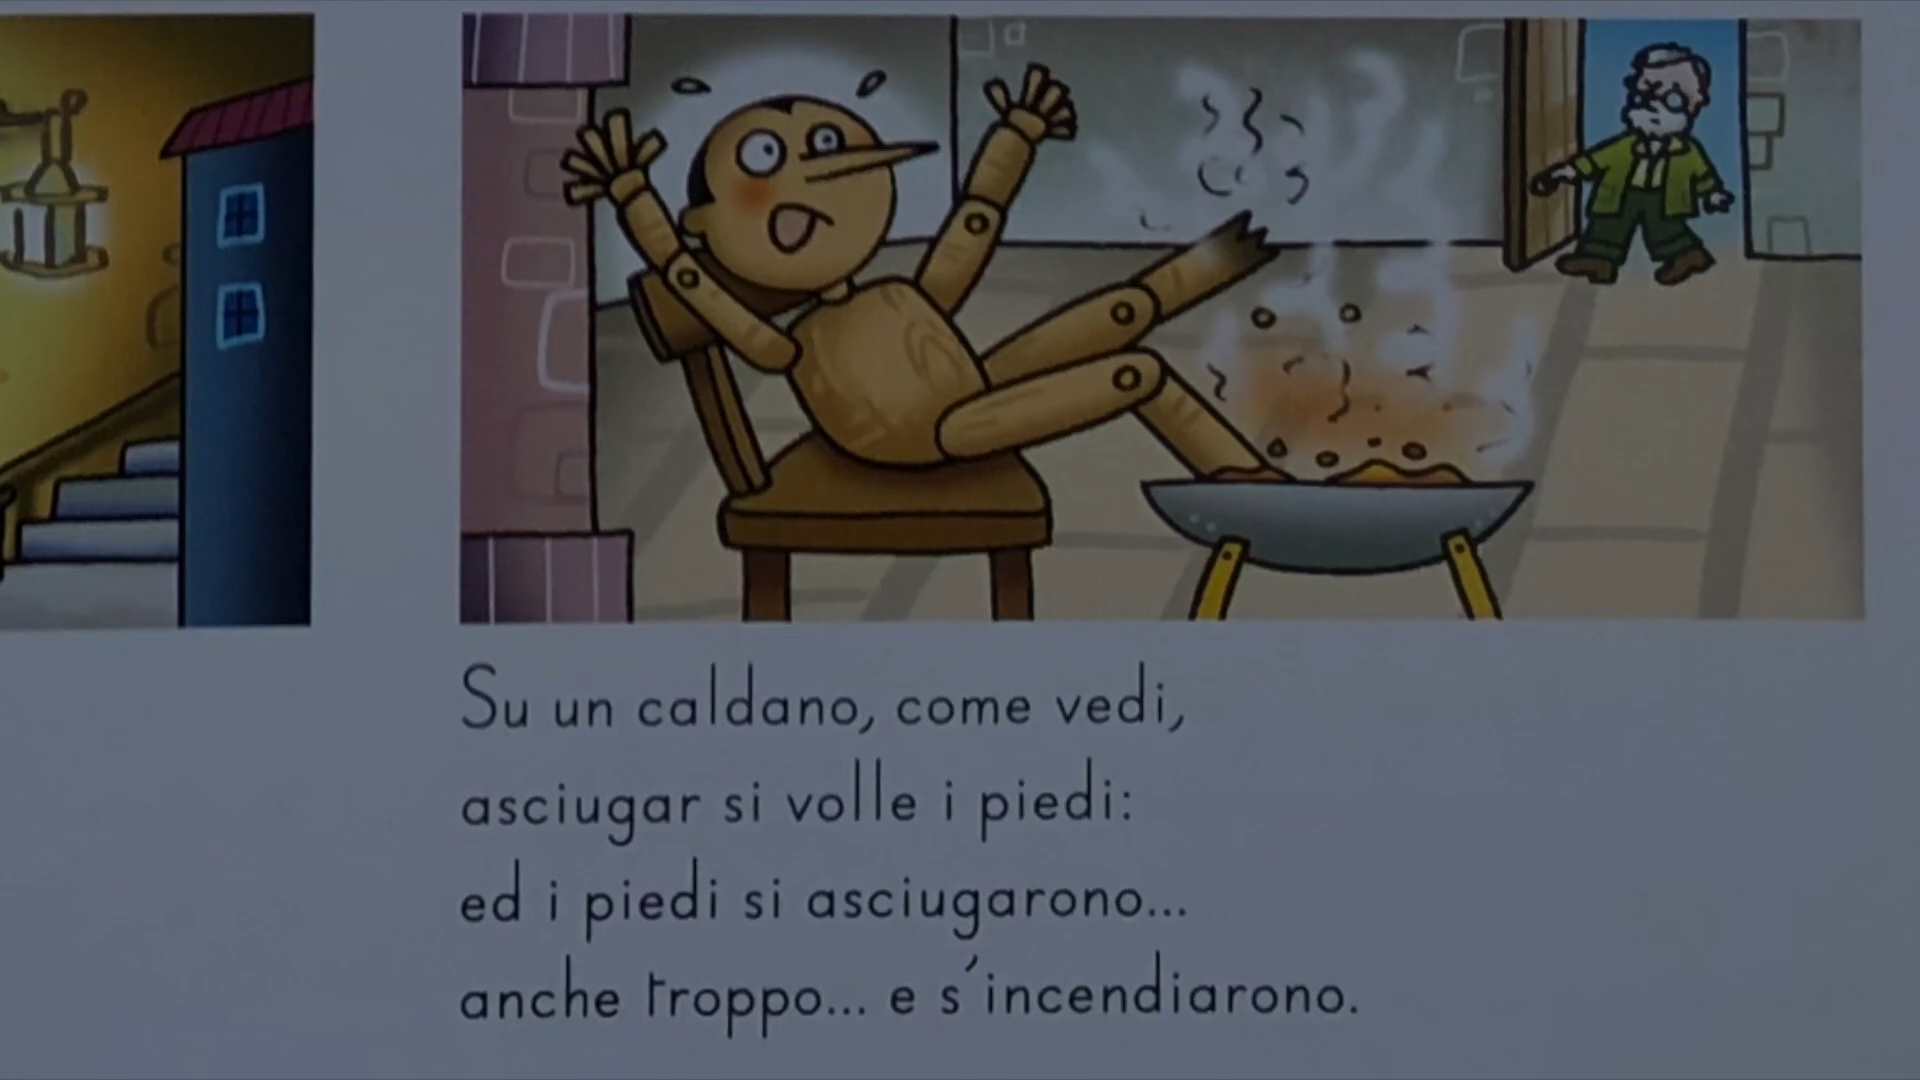 Su un caldano, come vedi,
asciugar si volle i piedi:
ed i piedi si asciugarono...
anche troppo... e s'incendiarono.